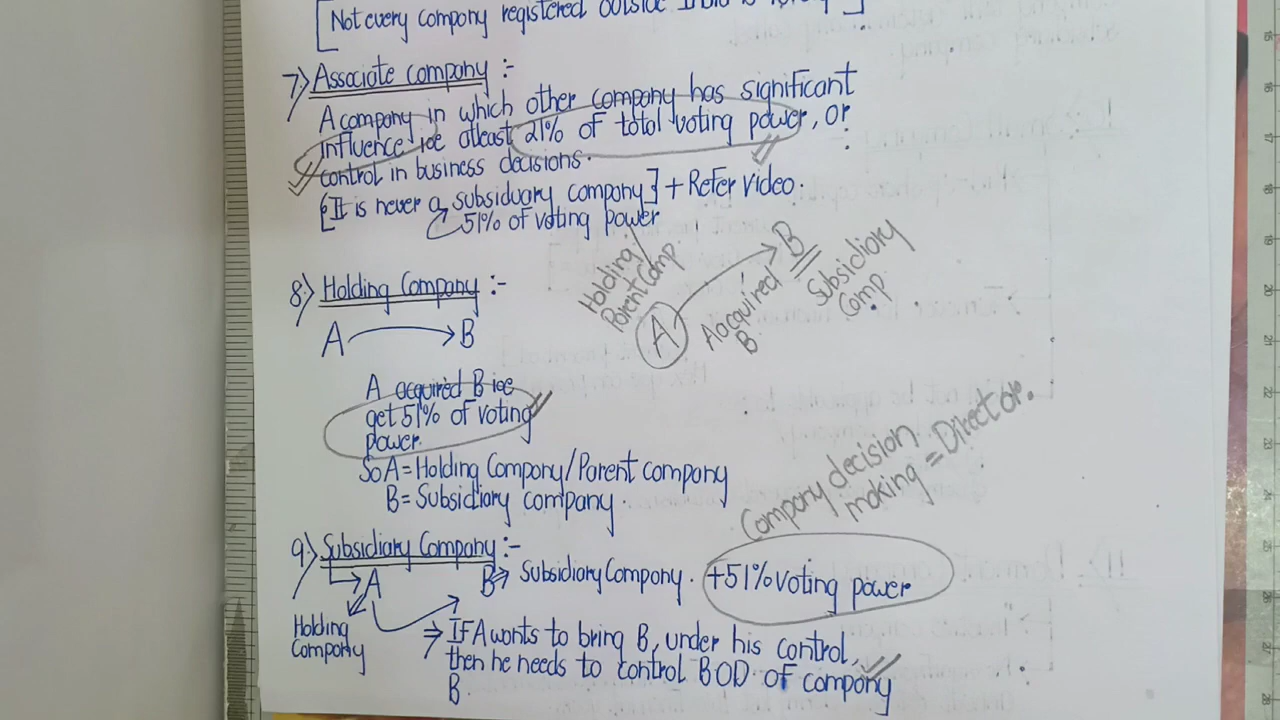 [Not every company registered outside India is
7) Associate company :-
A company in which other company has significant
influence ice atleast 21% of total voting power, or
control in business decisions.
[It is never a subsiduary company] + Refer video.
51% of voting power
8) Holding Company :-
A → B
A acquired B ice
get 51% of voting
power.
So A = Holding Company/Parent company
B = Subsidiary company.
Holding/
Parent Comp.
A
A acquired
B
B
Subsidiary
Comp.
Company decision
making = Director.
9) Subsidiary Company :-
A B ⇒ Subsidiary Company. +51% voting power
Holding
Company
⇒ If A wants to bring B, under his control,
then he needs to control BOD of company
B.